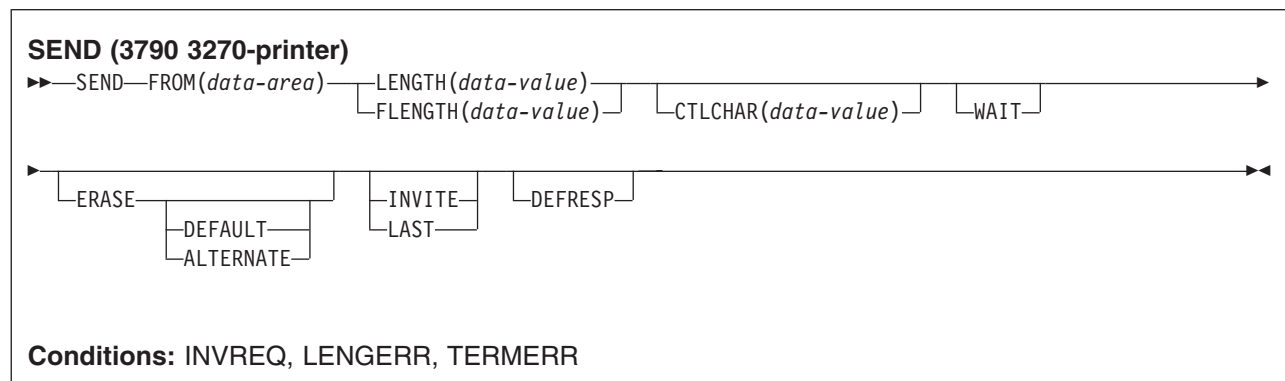 SEND (3790 3270-printer)
SEND FROM(data-area) LENGTH(data-value)
FLENGTH(data-value) CTLCHAR(data-value) WAIT
ERASE INVITE DEFRESP
DEFAULT LAST
ALTERNATE
Conditions: INVREQ, LENGERR, TERMERR